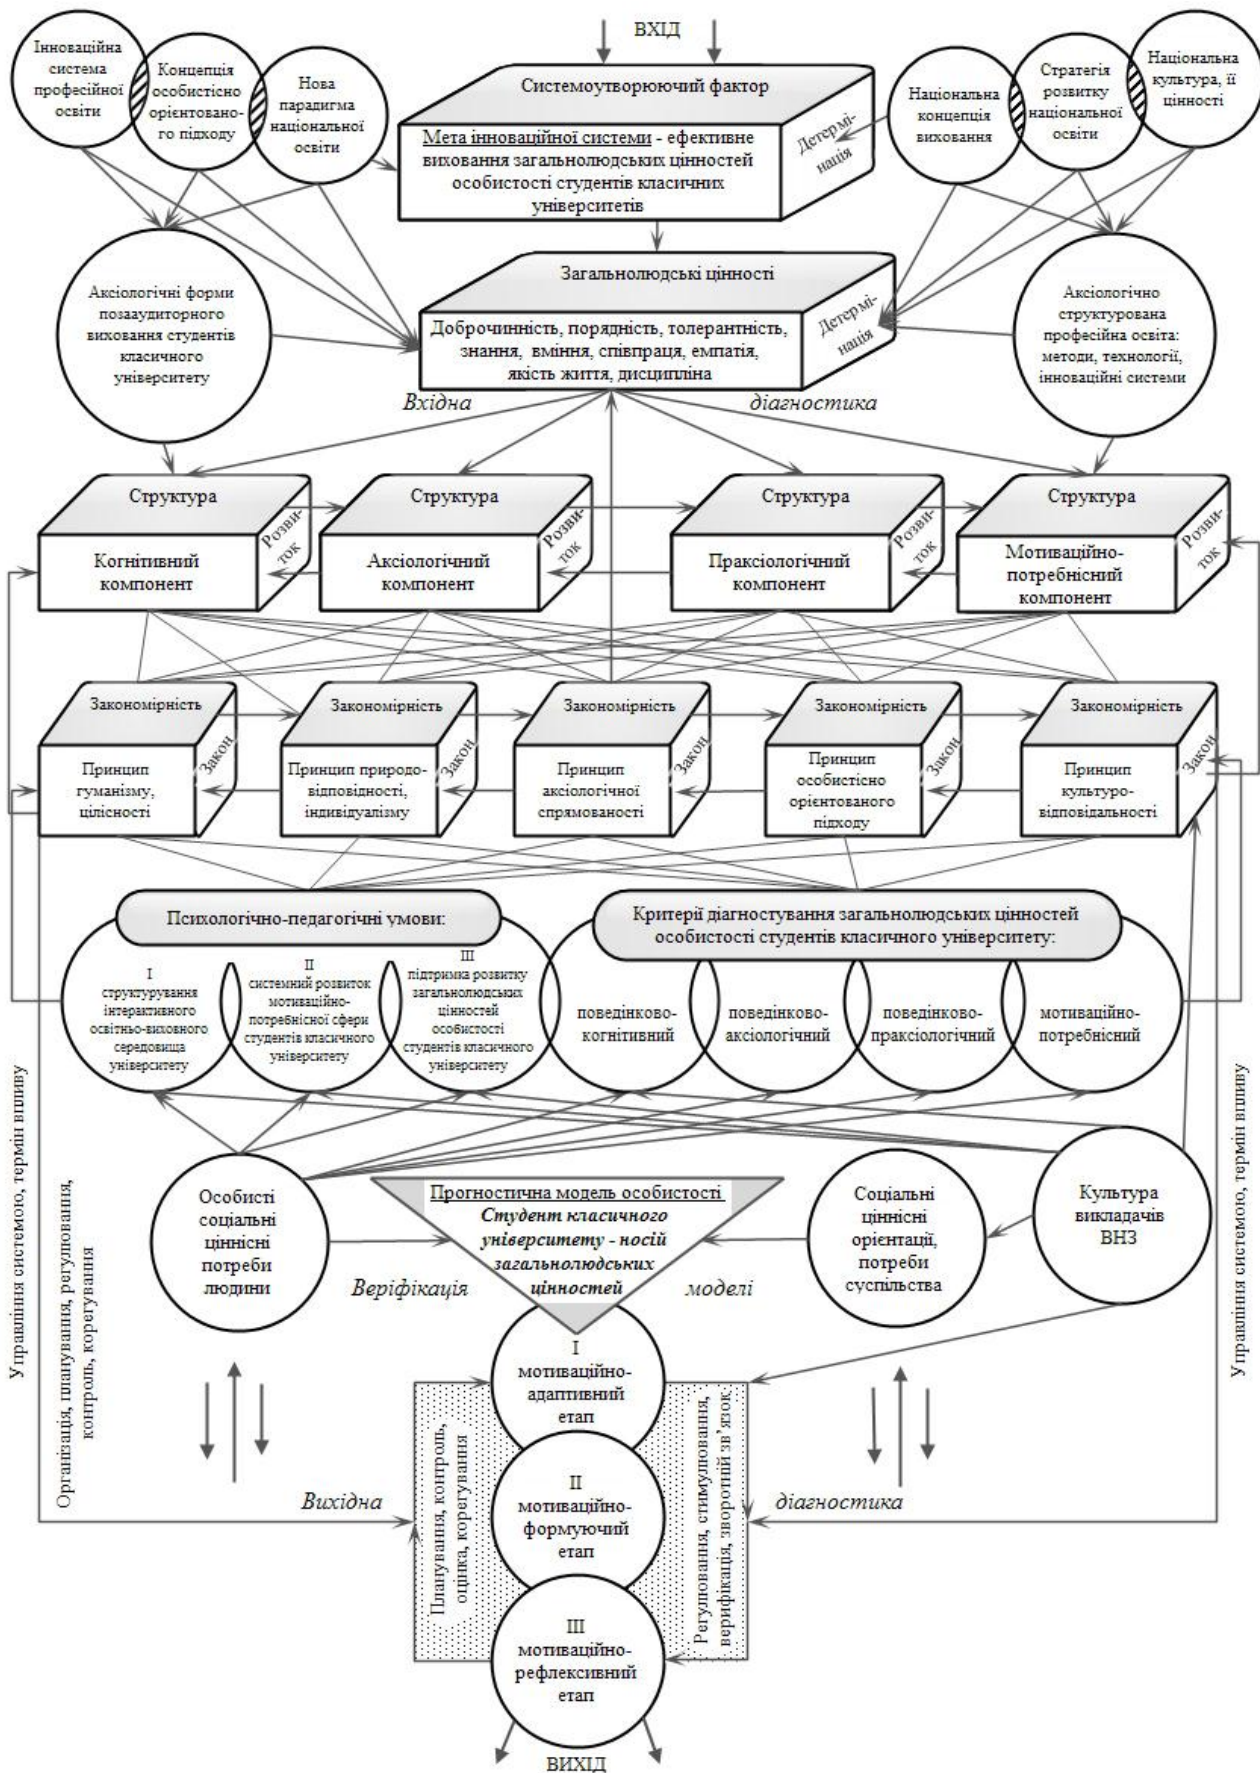 ВХІД
Інноваційна
система
професійної
освіти
Концепція
особистісно
орієнтовано-
го підходу
Нова
парадигма
національної
освіти
Системоутворюючий фактор
Мета інноваційної системи - ефективне
виховання загальнолюдських цінностей
особистості студентів класичних
університетів
Детермі-
нація
Національна
концепція
виховання
Стратегія
розвитку
національної
освіти
Національна
культура, її
цінності
Аксіологічні форми
позааудиторного
виховання студентів
класичного
університету
Загальнолюдські цінності
Доброчинність, порядність, толерантність,
знання, вміння, співпраця, емпатія,
якість життя, дисципліна
Детермі-
нація
Аксіологічно
структурована
професійна освіта:
методи, технології,
інноваційні системи
Вхідна
діагностика
Структура
Когнітивний
компонент
Розви-
ток
Структура
Аксіологічний
компонент
Розви-
ток
Структура
Праксіологічний
компонент
Розви-
ток
Структура
Мотиваційно-
потребнісний
компонент
Розви-
ток
Закономірність
Принцип
гуманізму,
цілісності
Закон
Закономірність
Принцип природо-
відповідності,
індивідуалізму
Закон
Закономірність
Принцип
аксіологічної
спрямованості
Закон
Закономірність
Принцип
особистісно
орієнтованого
підходу
Закон
Закономірність
Принцип
культуро-
відповідальності
Закон
Психологічно-педагогічні умови:
I
структурування
інтерактивного
освітньо-виховного
середовища
університету
II
системний розвиток
мотиваційно-
потребнісної сфери
студентів класичного
університету
III
підтримка розвитку
загальнолюдських
цінностей
особистості
студентів класичного
університету
Критерії діагностування загальнолюдських цінностей
особистості студентів класичного університету:
поведінково-
когнітивний
поведінково-
аксіологічний
поведінково-
праксіологічний
мотиваційно-
потребнісний
Управління системою, термін впливу
Організація, планування, регулювання,
контроль, корегування
Управління системою, термін впливу
Особисті
соціальні
ціннісні
потреби
людини
Прогностична модель особистості
Студент класичного
університету - носій
загальнолюдських
цінностей
Соціальні
ціннісні
орієнтації,
потреби
суспільства
Культура
викладачів
ВНЗ
Веріфікація
моделі
I
мотиваційно-
адаптивний
етап
II
мотиваційно-
формуючий
етап
III
мотиваційно-
рефлексивний
етап
Планування, контроль,
оцінка, корегування
Регулювання, стимулювання,
верифікація, зворотній зв’язок
Вихідна
діагностика
ВИХІД